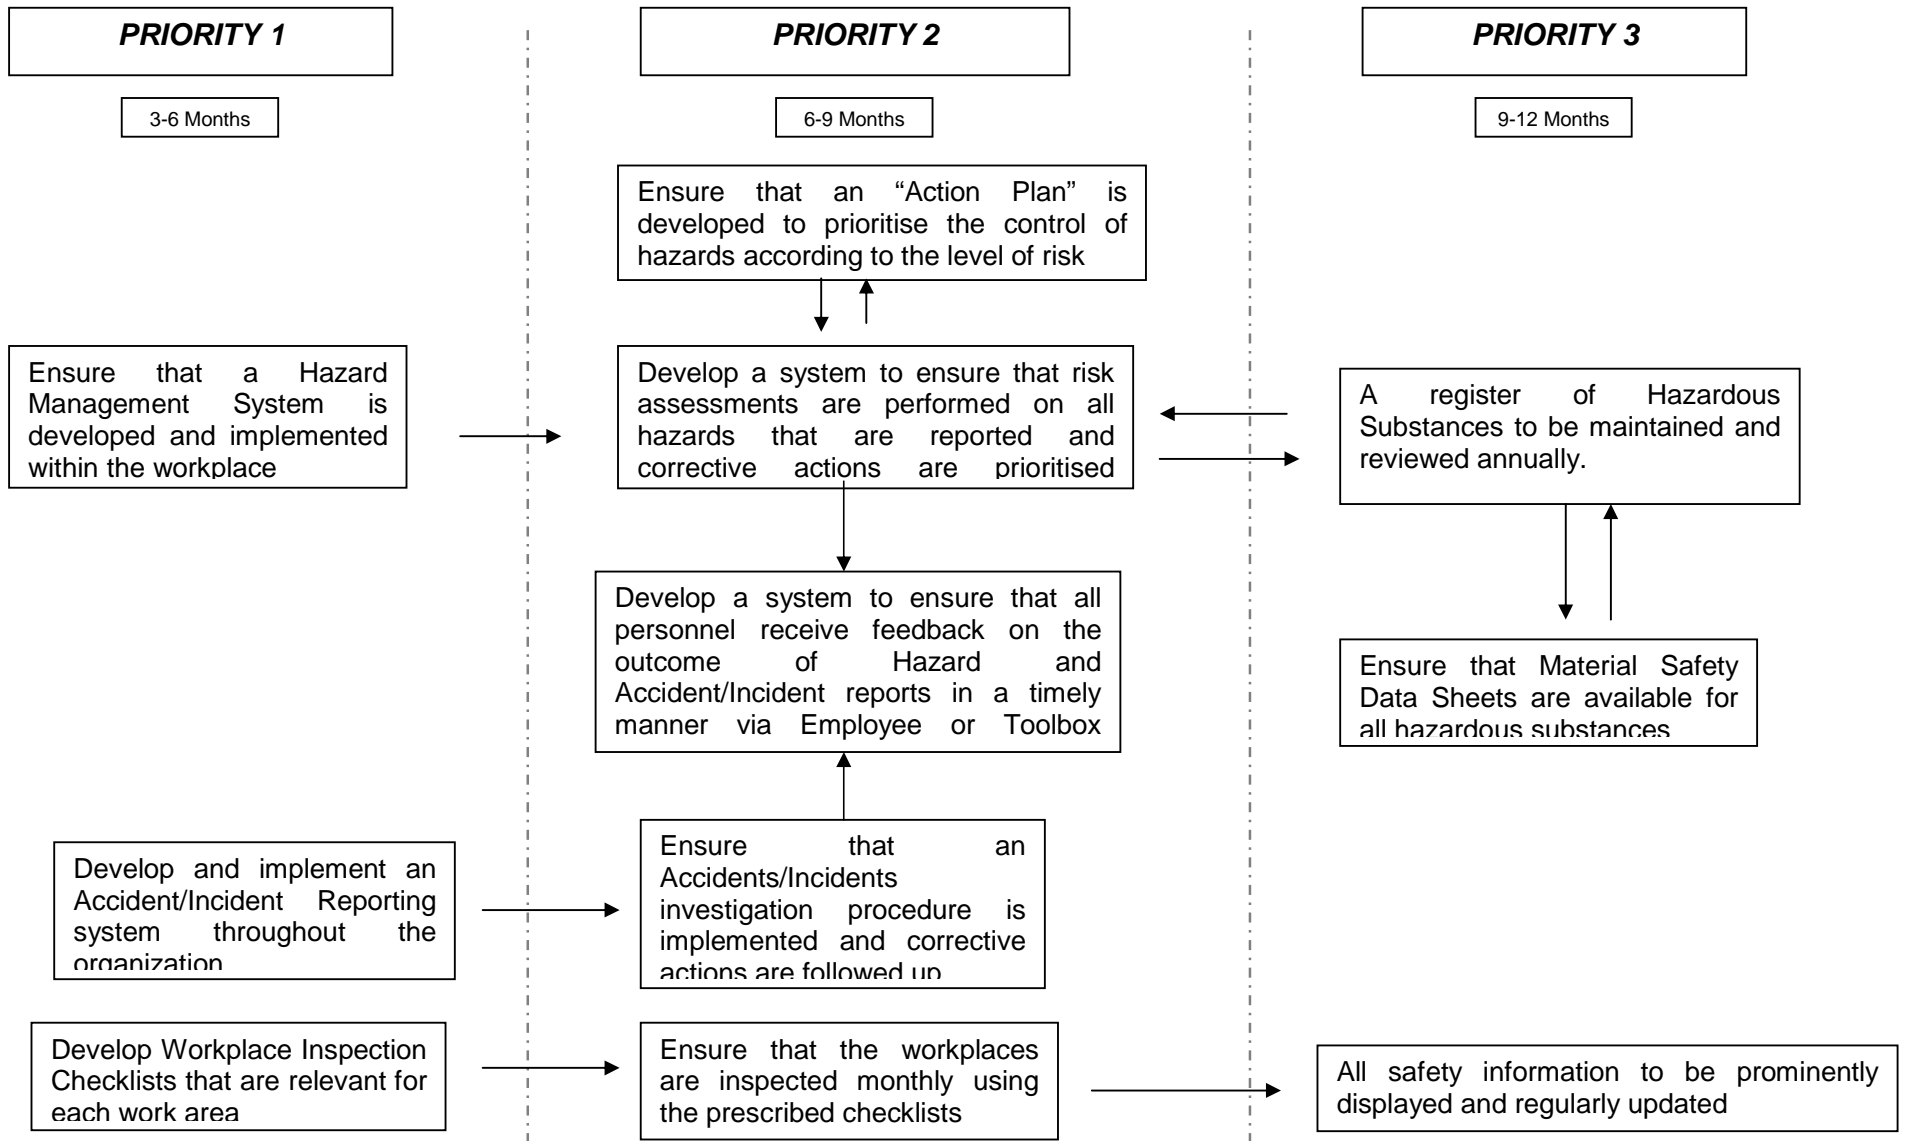 PRIORITY 1
PRIORITY 2
PRIORITY 3
3-6 Months
6-9 Months
9-12 Months
Ensure that an “Action Plan” is
developed to prioritise the control of
hazards according to the level of risk
Ensure that a Hazard
Management System is
developed and implemented
within the workplace
Develop a system to ensure that risk
assessments are performed on all
hazards that are reported and
corrective actions are prioritised
A register of Hazardous
Substances to be maintained and
reviewed annually.
Develop a system to ensure that all
personnel receive feedback on the
outcome of Hazard and
Accident/Incident reports in a timely
manner via Employee or Toolbox
Ensure that Material Safety
Data Sheets are available for
all hazardous substances
Develop and implement an
Accident/Incident Reporting
system throughout the
organization
Ensure that an
Accidents/Incidents
investigation procedure is
implemented and corrective
actions are followed up
Develop Workplace Inspection
Checklists that are relevant for
each work area
Ensure that the workplaces
are inspected monthly using
the prescribed checklists
All safety information to be prominently
displayed and regularly updated